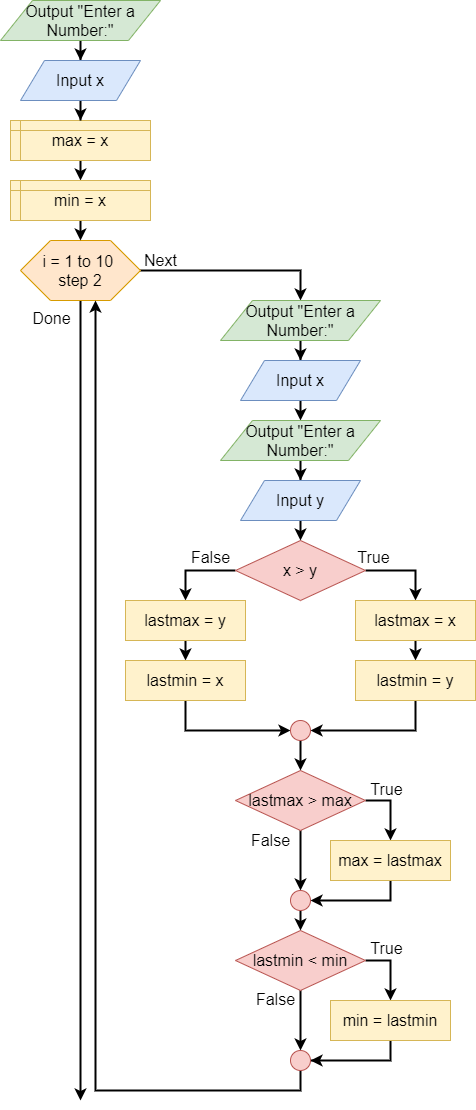 Output "Enter a
Number:"
Input x
max = x
min = x
i = 1 to 10
step 2
Next
Done
Output "Enter a
Number:"
Input x
Output "Enter a
Number:"
Input y
False
x > y
True
lastmax = y
lastmax = x
lastmin = x
lastmin = y
lastmax > max
True
False
max = lastmax
lastmin < min
True
False
min = lastmin